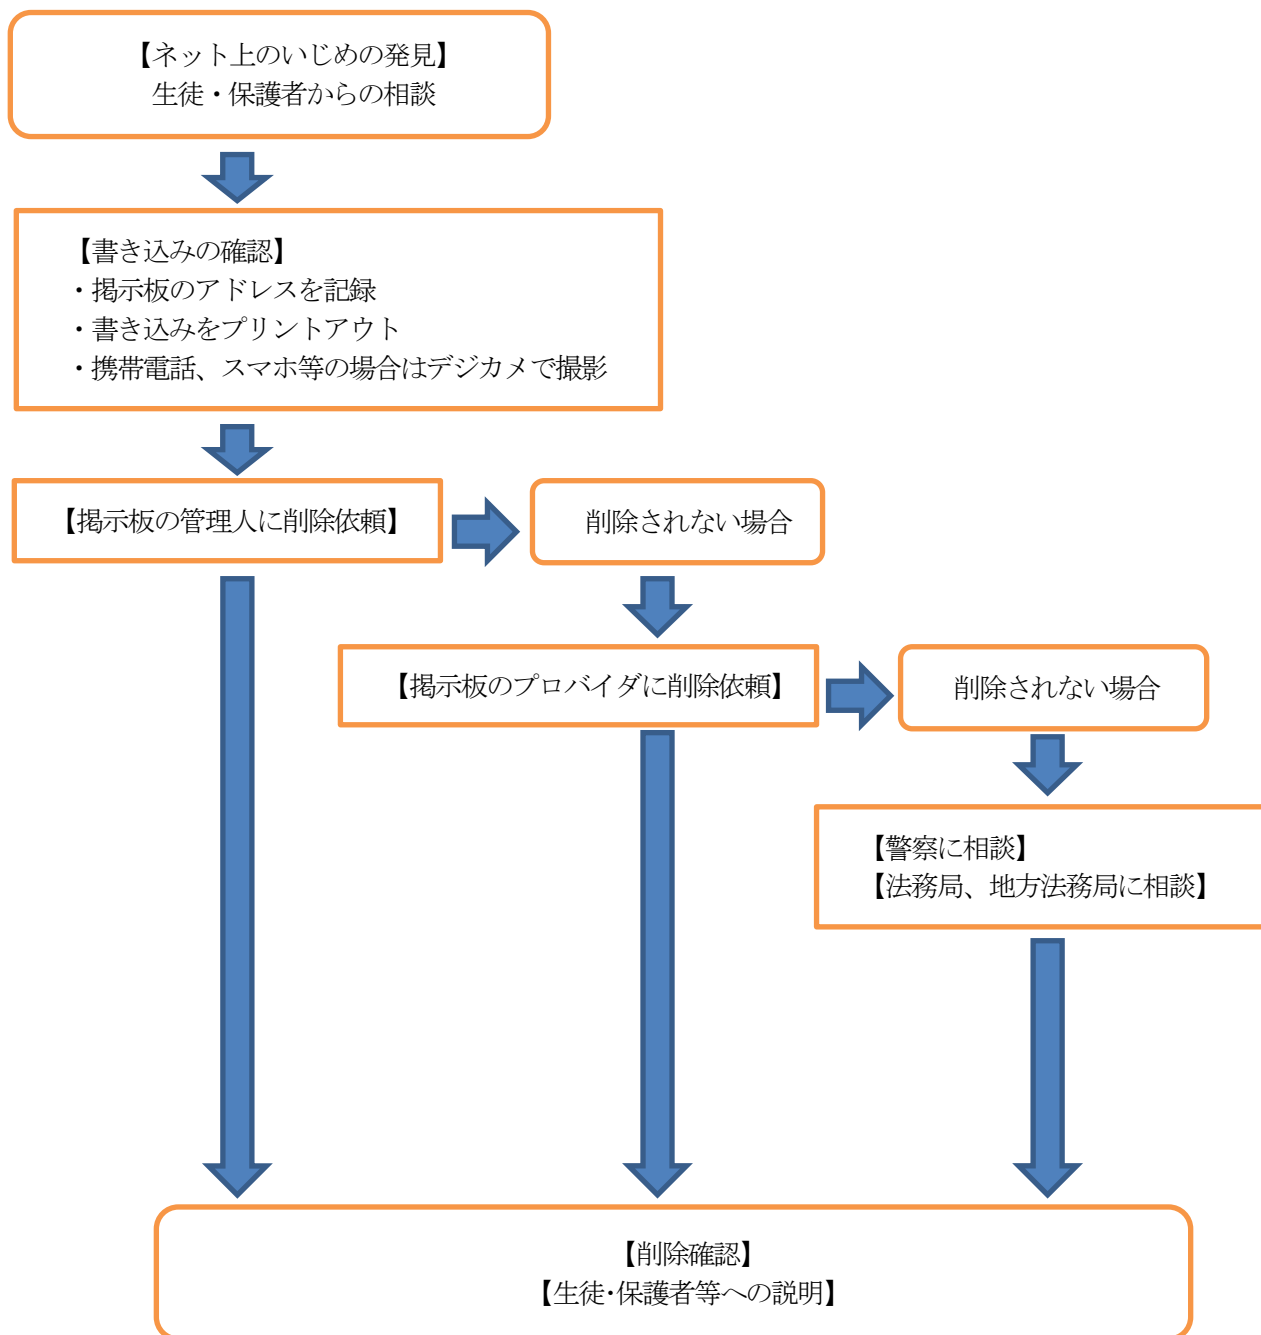 【ネット上のいじめの発見】
生徒・保護者からの相談
【書き込みの確認】
・掲示板のアドレスを記録
・書き込みをプリントアウト
・携帯電話、スマホ等の場合はデジカメで撮影
【掲示板の管理人に削除依頼】
削除されない場合
【掲示板のプロバイダに削除依頼】
削除されない場合
【警察に相談】
【法務局、地方法務局に相談】
【削除確認】
【生徒・保護者等への説明】